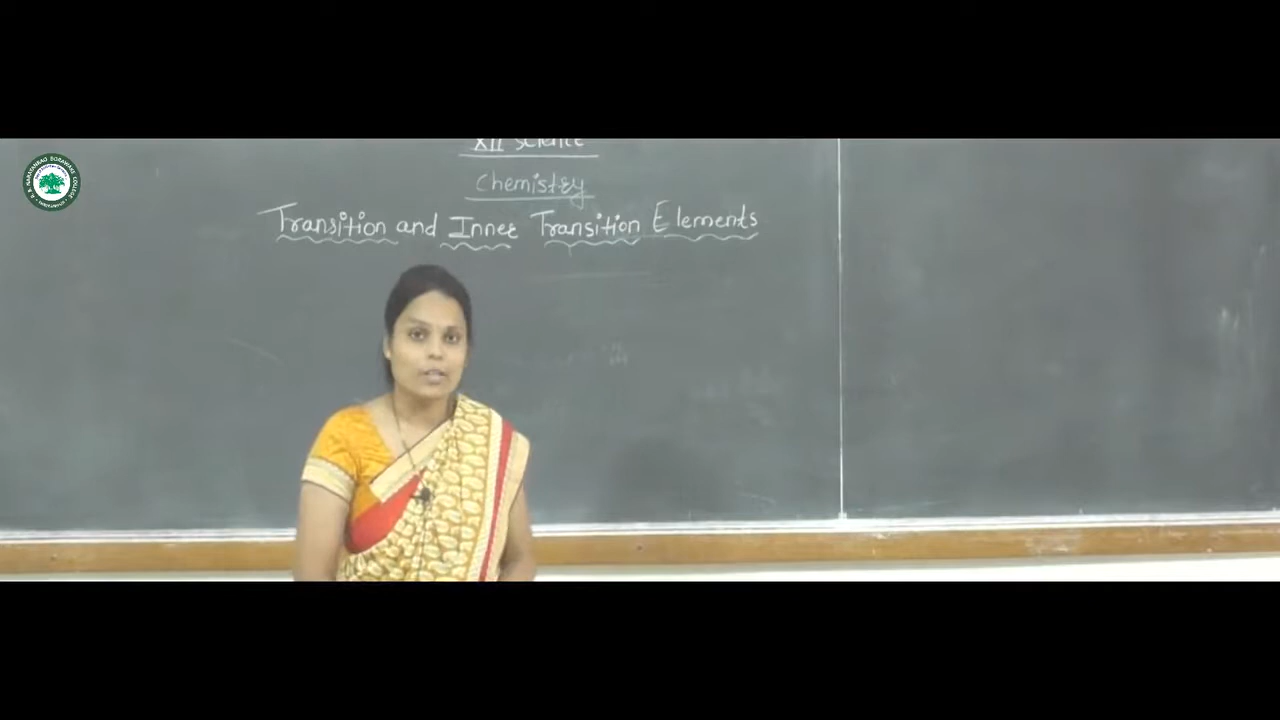 XII Science
Chemistry
Transition and Inner Transition Elements